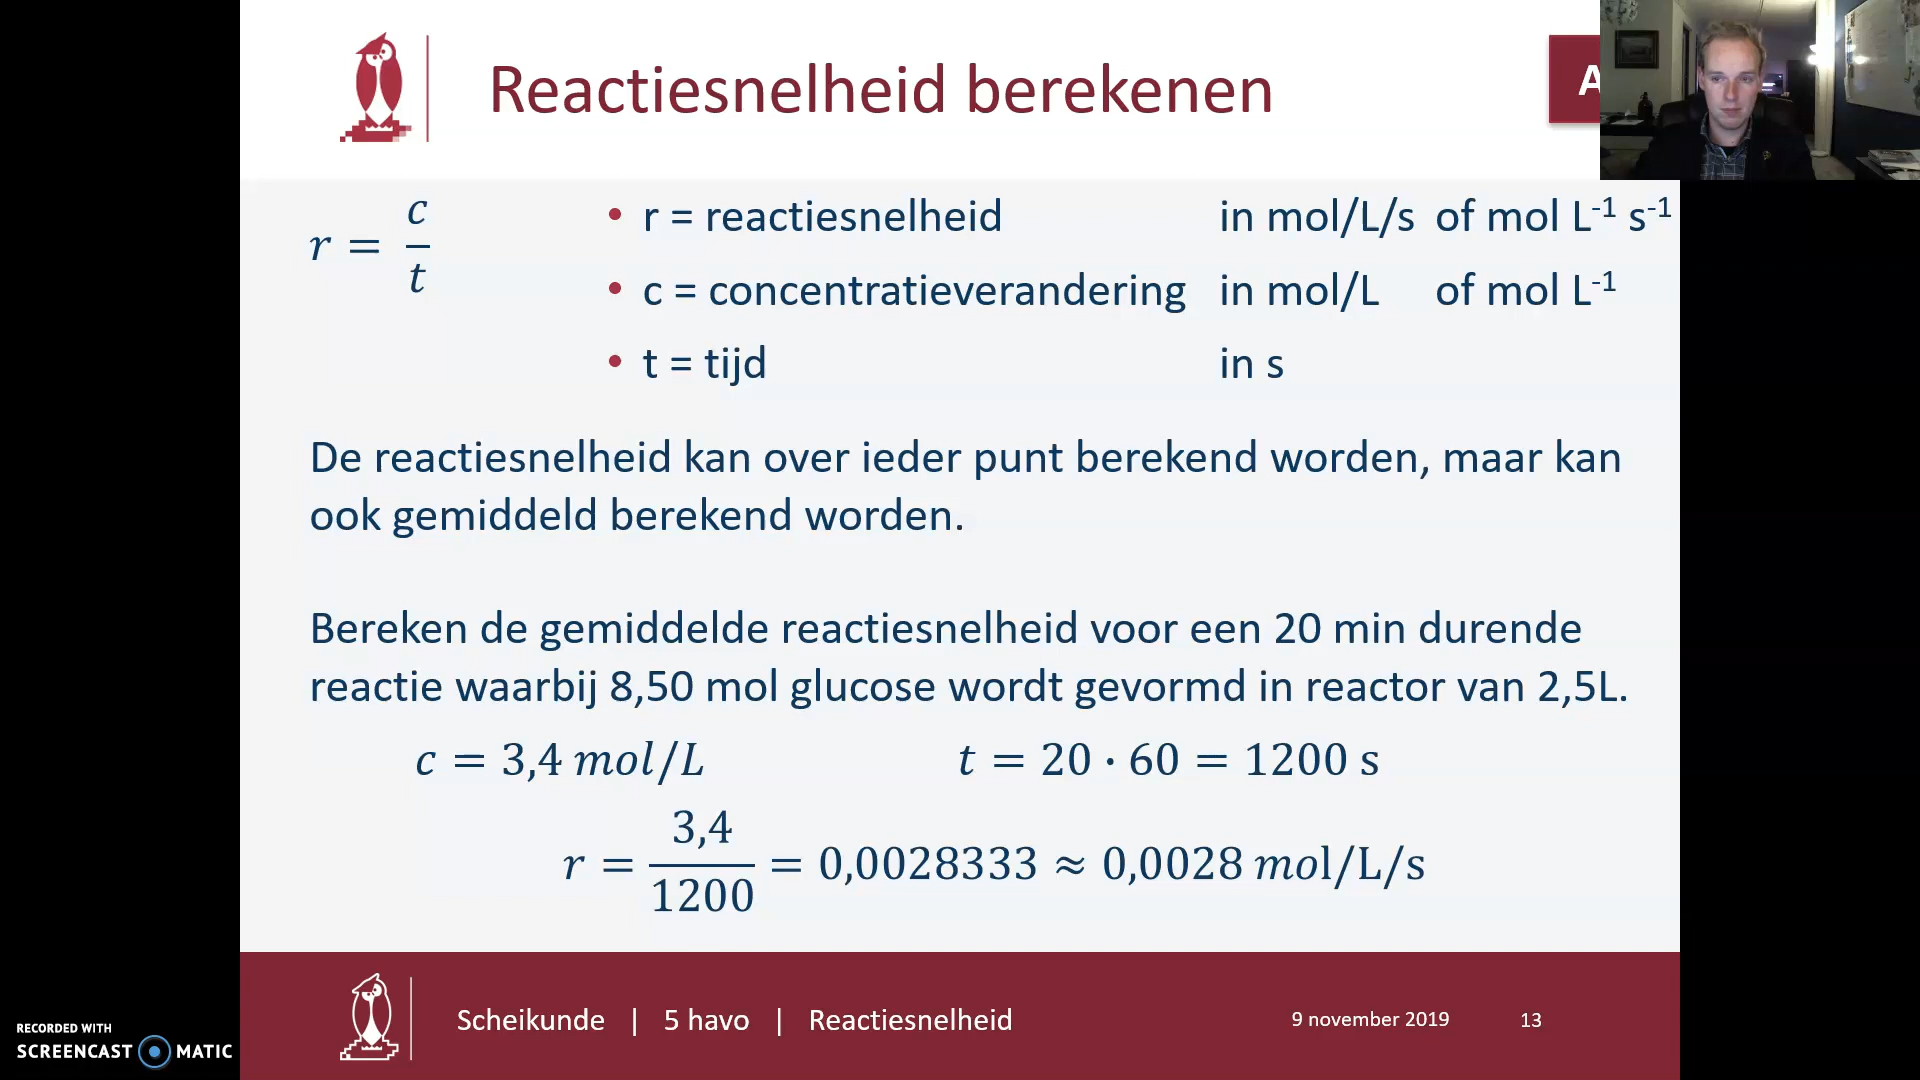 Reactiesnelheid berekenen
A
r = c/t
• r = reactiesnelheid in mol/L/s of mol L⁻¹ s⁻¹
• c = concentratieverandering in mol/L of mol L⁻¹
• t = tijd in s
De reactiesnelheid kan over ieder punt berekend worden, maar kan
ook gemiddeld berekend worden.
Bereken de gemiddelde reactiesnelheid voor een 20 min durende
reactie waarbij 8,50 mol glucose wordt gevormd in reactor van 2,5L.
c = 3,4 mol/L t = 20 · 60 = 1200 s
r = 3,4/1200 = 0,0028333 ≈ 0,0028 mol/L/s
Scheikunde | 5 havo | Reactiesnelheid 9 november 2019 13
RECORDED WITH
SCREENCAST MATIC